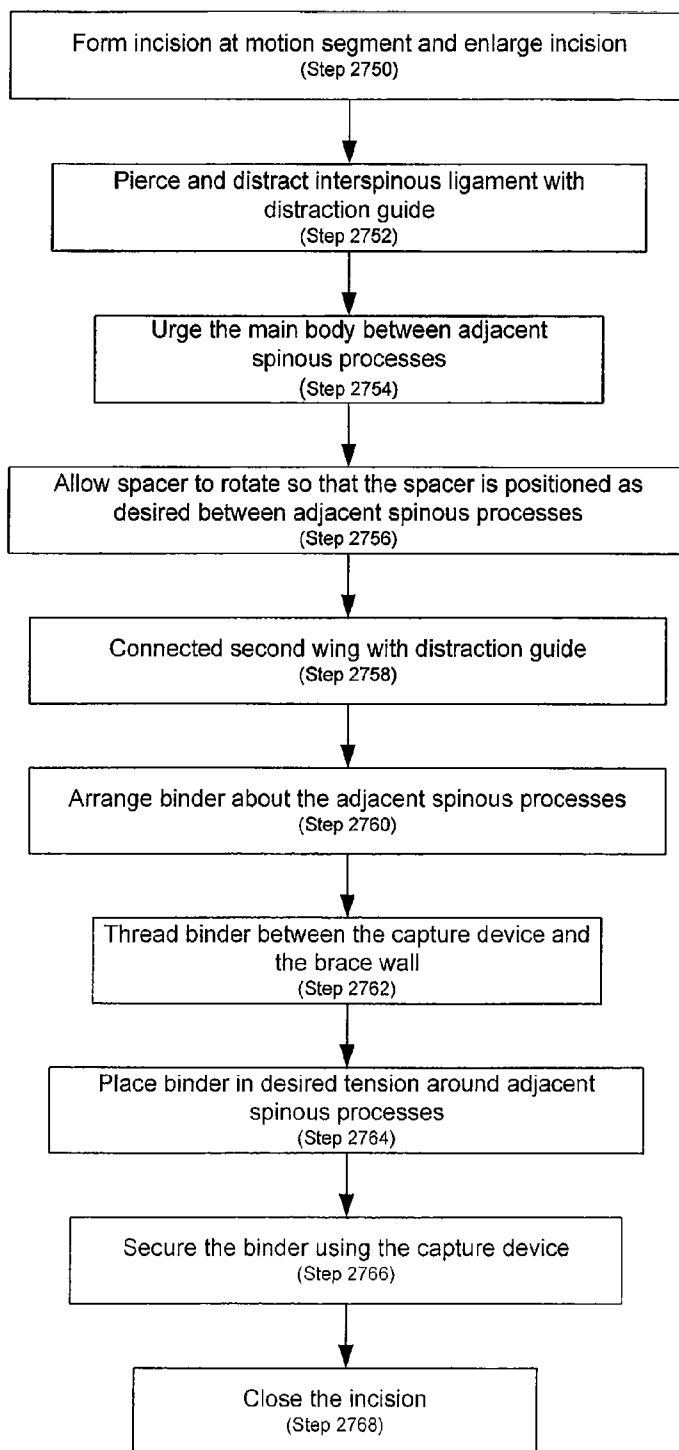 Form incision at motion segment and enlarge incision
(Step 2750)
Pierce and distract interspinous ligament with
distraction guide
(Step 2752)
Urge the main body between adjacent
spinous processes
(Step 2754)
Allow spacer to rotate so that the spacer is positioned as
desired between adjacent spinous processes
(Step 2756)
Connected second wing with distraction guide
(Step 2758)
Arrange binder about the adjacent spinous processes
(Step 2760)
Thread binder between the capture device and
the brace wall
(Step 2762)
Place binder in desired tension around adjacent
spinous processes
(Step 2764)
Secure the binder using the capture device
(Step 2766)
Close the incision
(Step 2768)